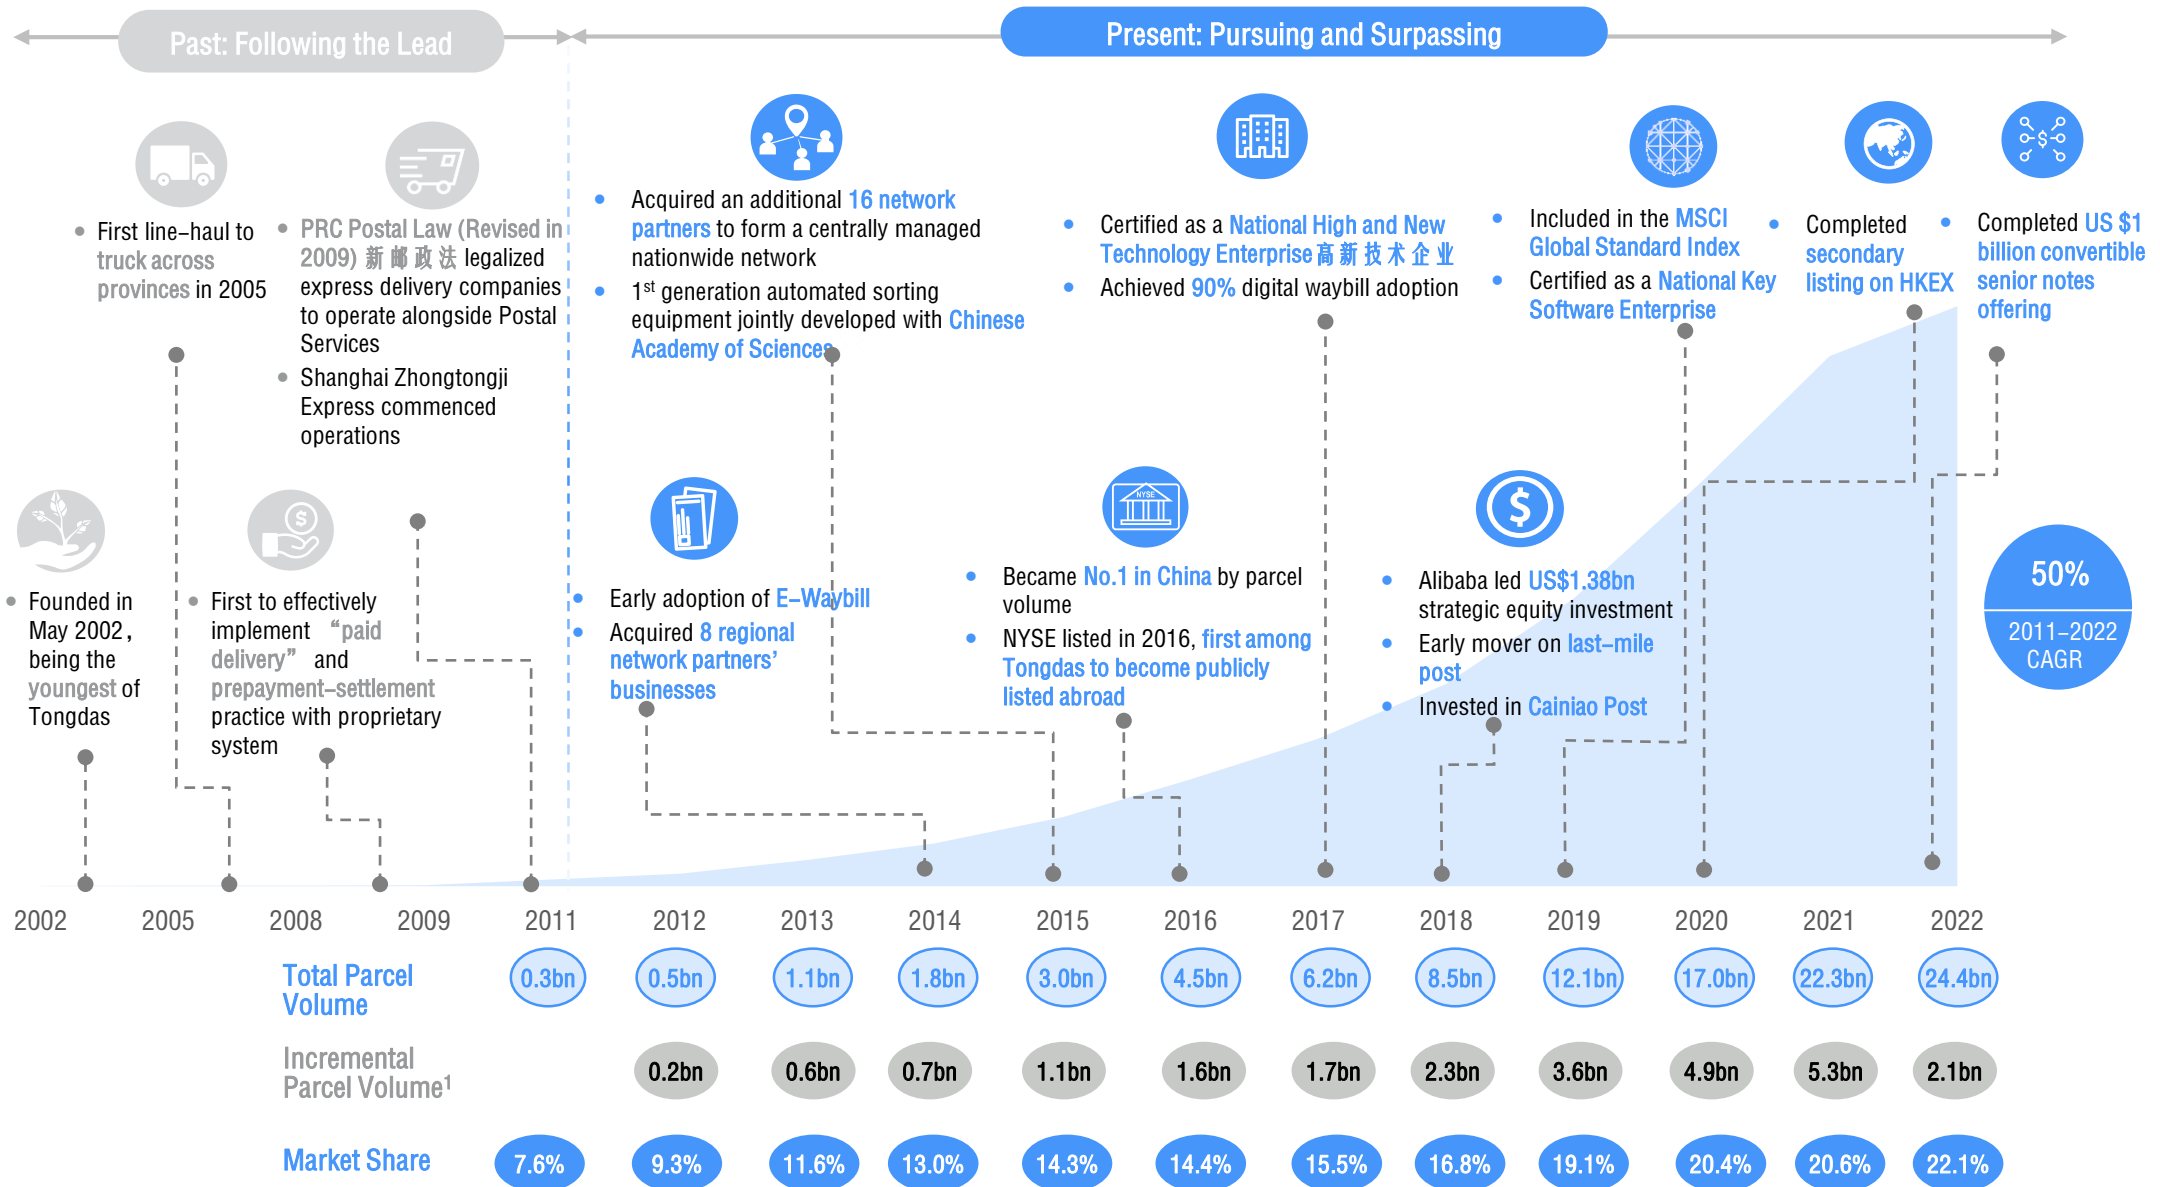 Past: Following the Lead
Present: Pursuing and Surpassing
• First line-haul to
truck across
provinces in 2005
• PRC Postal Law (Revised in
2009) 新邮政法 legalized
express delivery companies
to operate alongside Postal
Services
• Shanghai Zhongtongji
Express commenced
operations
• Acquired an additional 16 network
partners to form a centrally managed
nationwide network
• 1st generation automated sorting
equipment jointly developed with Chinese
Academy of Sciences
• Certified as a National High and New
Technology Enterprise 高新技术企业
• Achieved 90% digital waybill adoption
• Included in the MSCI
Global Standard Index
• Certified as a National Key
Software Enterprise
• Completed
secondary
listing on HKEX
• Completed US $1
billion convertible
senior notes
offering
• Founded in
May 2002,
being the
youngest of
Tongdas
• First to effectively
implement “paid
delivery” and
prepayment-settlement
practice with proprietary
system
• Early adoption of E-Waybill
• Acquired 8 regional
network partners’
businesses
NYSE
• Became No.1 in China by parcel
volume
• NYSE listed in 2016, first among
Tongdas to become publicly
listed abroad
• Alibaba led US$1.38bn
strategic equity investment
• Early mover on last-mile
post
• Invested in Cainiao Post
50%
2011-2022
CAGR
2002 2005 2008 2009 2011 2012 2013 2014 2015 2016 2017 2018 2019 2020 2021 2022
Total Parcel
Volume
0.3bn 0.5bn 1.1bn 1.8bn 3.0bn 4.5bn 6.2bn 8.5bn 12.1bn 17.0bn 22.3bn 24.4bn
Incremental
Parcel Volume1
0.2bn 0.6bn 0.7bn 1.1bn 1.6bn 1.7bn 2.3bn 3.6bn 4.9bn 5.3bn 2.1bn
Market Share
7.6% 9.3% 11.6% 13.0% 14.3% 14.4% 15.5% 16.8% 19.1% 20.4% 20.6% 22.1%